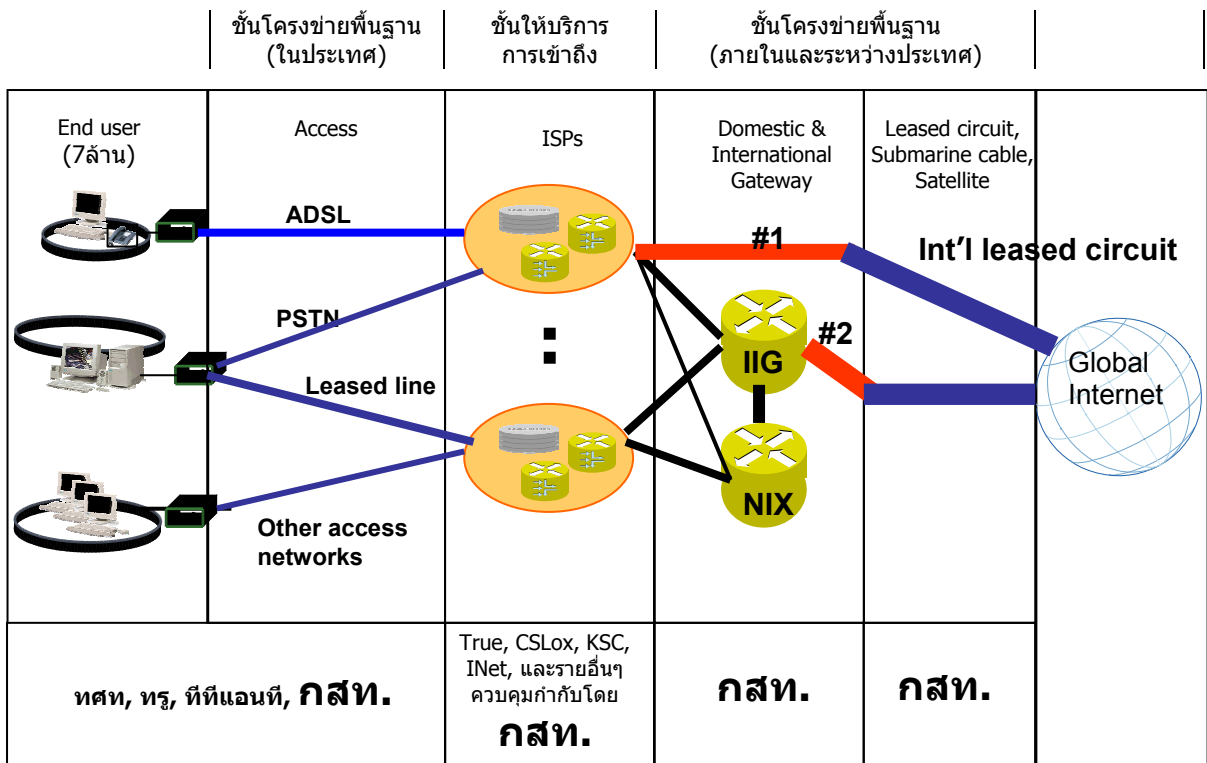 ชั้นโครงข่ายพื้นฐาน
(ในประเทศ)
ชั้นให้บริการ
การเข้าถึง
ชั้นโครงข่ายพื้นฐาน
(ภายในและระหว่างประเทศ)
End user
(7ล้าน)
Access
ISPs
Domestic &
International
Gateway
Leased circuit,
Submarine cable,
Satellite
ADSL
#1
Int'l leased circuit
PSTN
:
#2
IIG
Global
Internet
Leased line
NIX
Other access
networks
ทศท, ทรู, ทีทีแอนที, กสท.
True, CSLox, KSC,
INet, และรายอื่นๆ
ควบคุมกำกับโดย
กสท.
กสท.
กสท.